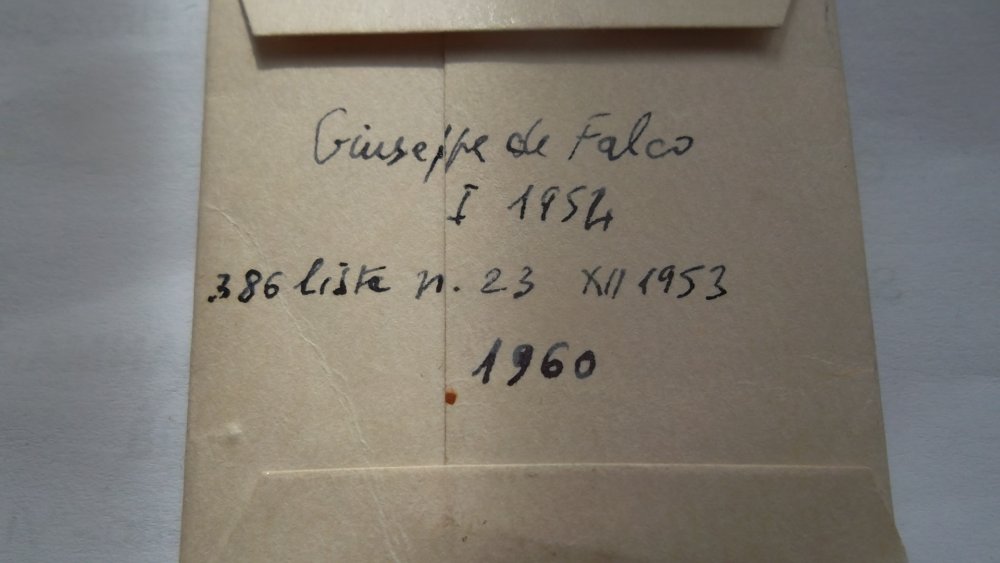 Giuseppe de Falco
I 1954
386 liste n. 23 XII 1953
1960